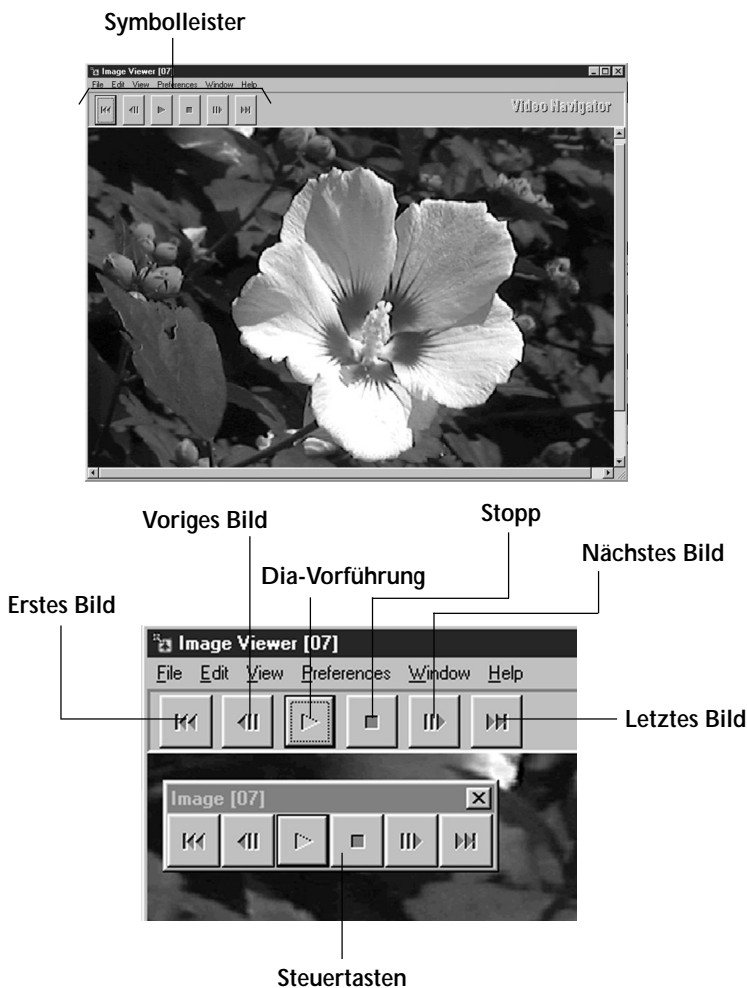 Symbolleister
Image Viewer [07]
File Edit View Preferences Window Help
Video Navigator
Voriges Bild
Stopp
Nächstes Bild
Dia-Vorführung
Erstes Bild
Image Viewer [07]
File Edit View Preferences Window Help
Letztes Bild
Image [07]
Steuertasten